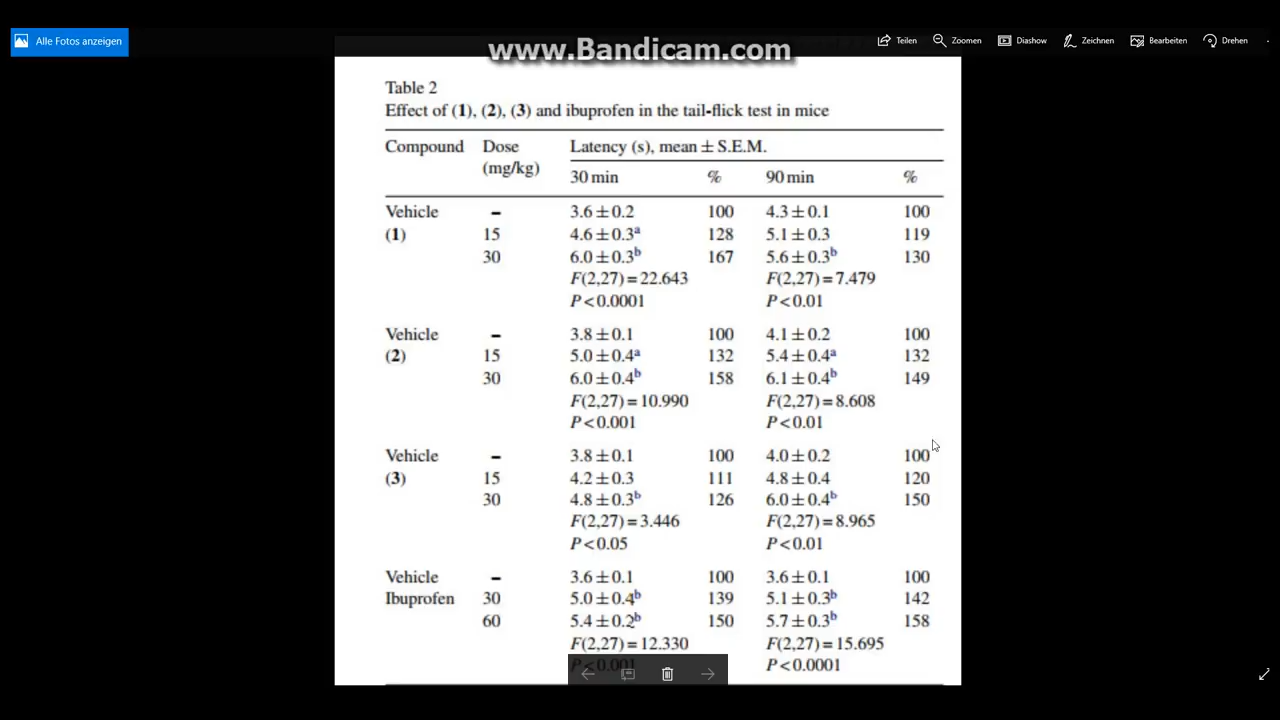 www.Bandicam.com
Alle Fotos anzeigen Teilen Zoomen Diashow Zeichnen Bearbeiten Drehen
Table 2
Effect of (1), (2), (3) and ibuprofen in the tail-flick test in mice
Compound Dose (mg/kg) Latency (s), mean ± S.E.M.
30 min % 90 min %
Vehicle – 3.6 ± 0.2 100 4.3 ± 0.1 100
(1) 15 4.6 ± 0.3a 128 5.1 ± 0.3 119
30 6.0 ± 0.3b 167 5.6 ± 0.3b 130
F(2,27) = 22.643 F(2,27) = 7.479
P < 0.0001 P < 0.01
Vehicle – 3.8 ± 0.1 100 4.1 ± 0.2 100
(2) 15 5.0 ± 0.4a 132 5.4 ± 0.4a 132
30 6.0 ± 0.4b 158 6.1 ± 0.4b 149
F(2,27) = 10.990 F(2,27) = 8.608
P < 0.001 P < 0.01
Vehicle – 3.8 ± 0.1 100 4.0 ± 0.2 100
(3) 15 4.2 ± 0.3 111 4.8 ± 0.4 120
30 4.8 ± 0.3b 126 6.0 ± 0.4b 150
F(2,27) = 3.446 F(2,27) = 8.965
P < 0.05 P < 0.01
Vehicle – 3.6 ± 0.1 100 3.6 ± 0.1 100
Ibuprofen 30 5.0 ± 0.4b 139 5.1 ± 0.3b 142
60 5.4 ± 0.2b 150 5.7 ± 0.3b 158
F(2,27) = 12.330 F(2,27) = 15.695
P < 0.001 P < 0.0001